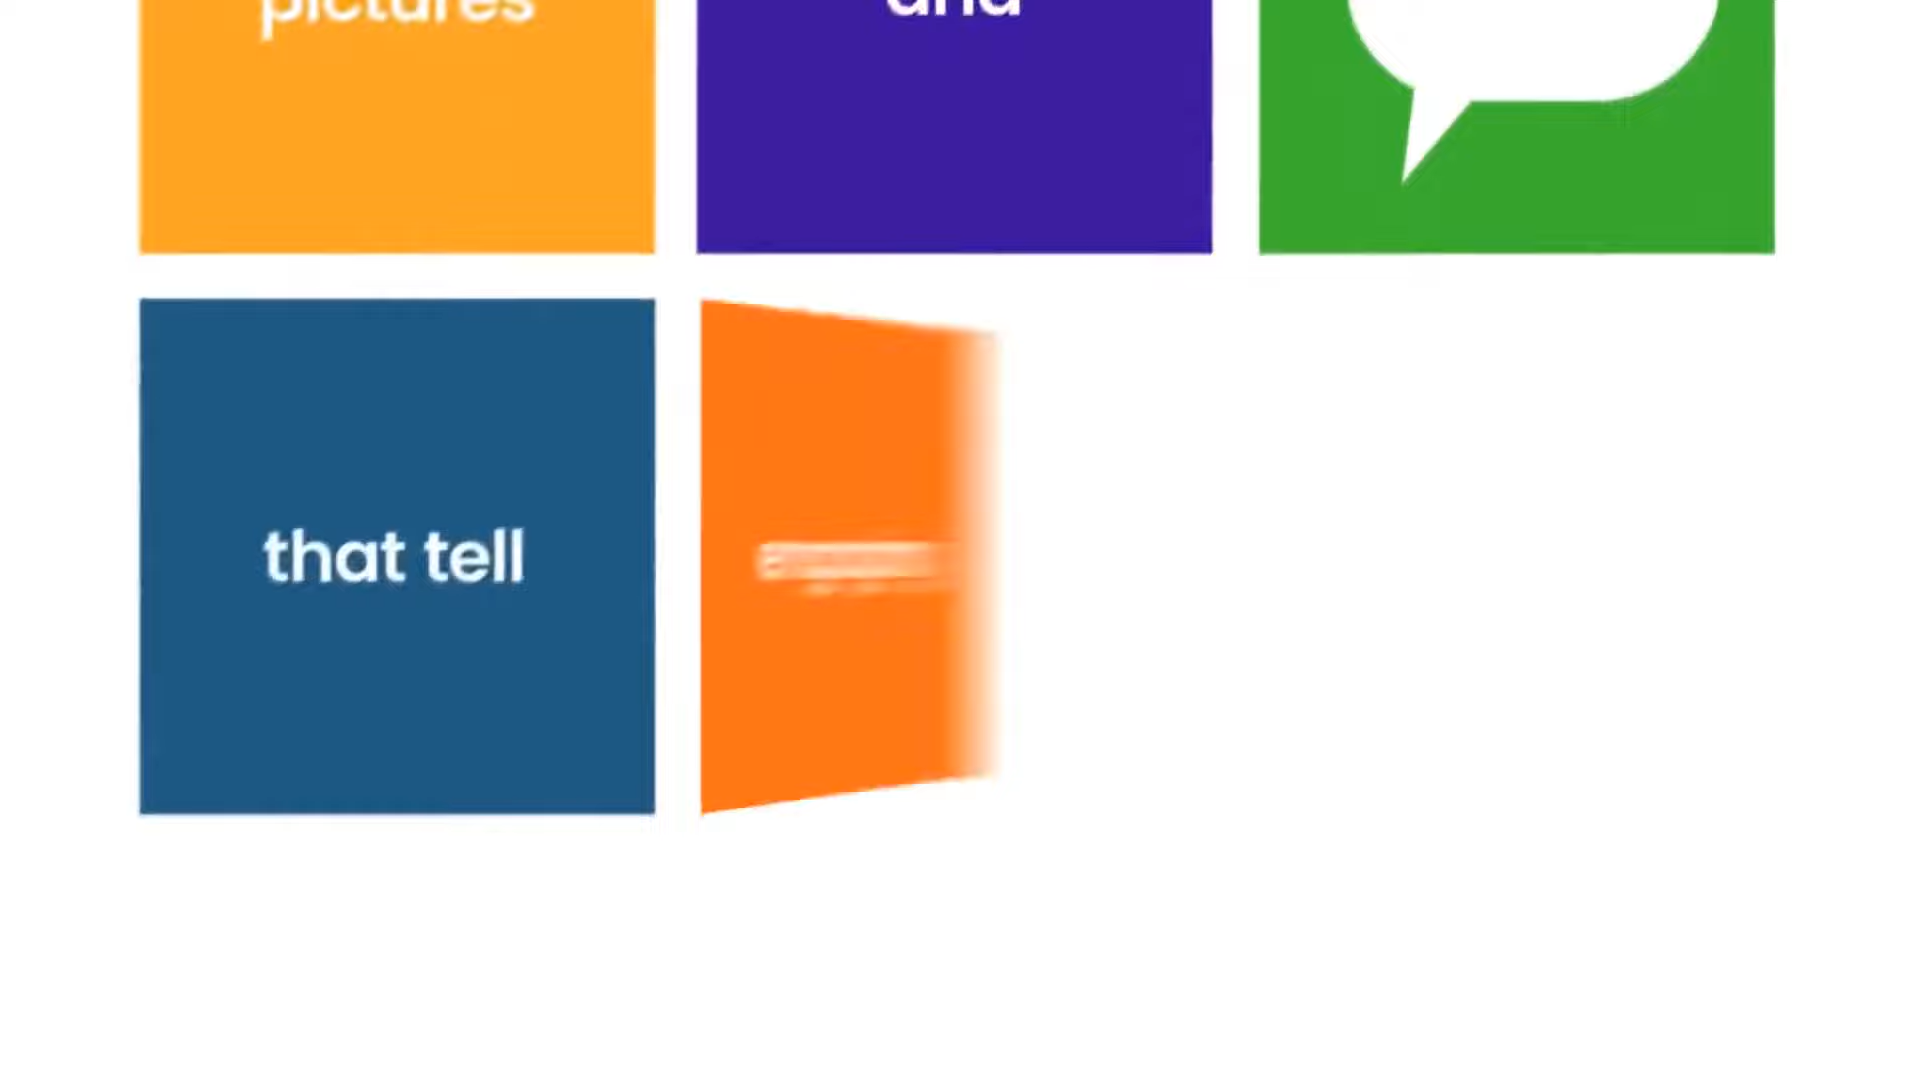 pictures
and
that tell